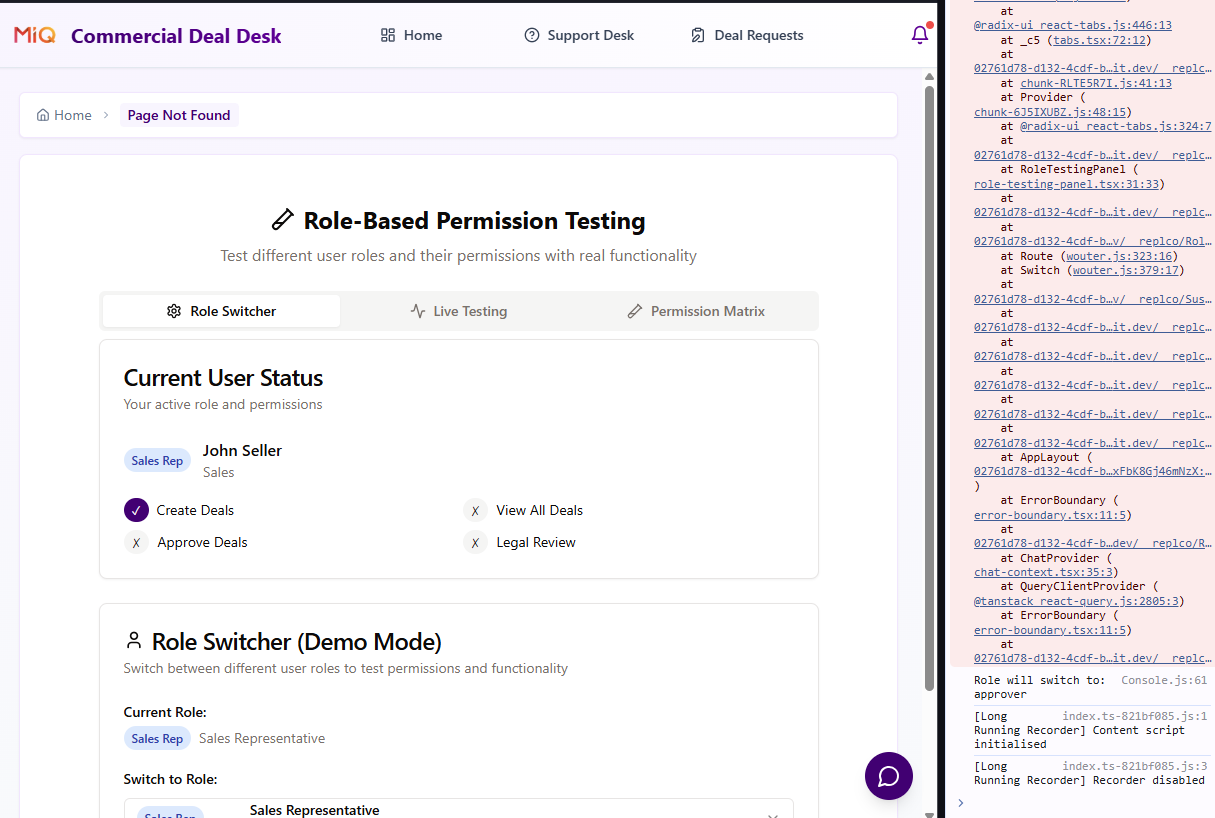 MiQ Commercial Deal Desk
Home
Support Desk
Deal Requests
Home > Page Not Found
Role-Based Permission Testing
Test different user roles and their permissions with real functionality
Role Switcher
Live Testing
Permission Matrix
Current User Status
Your active role and permissions
Sales Rep
John Seller
Sales
✓ Create Deals
X View All Deals
X Approve Deals
X Legal Review
Role Switcher (Demo Mode)
Switch between different user roles to test permissions and functionality
Current Role:
Sales Rep Sales Representative
Switch to Role:
Sales Rep
Sales Representative
at
@radix-ui_react-tabs.js:446:13
at _c5 (tabs.tsx:72:12)
at
02761d78-d132-4cdf-b…it.dev/__replc…
at chunk-RLTE5R7I.js:41:13
at Provider (
chunk-6J5IXUBZ.js:48:15)
at @radix-ui_react-tabs.js:324:7
at
02761d78-d132-4cdf-b…it.dev/__replc…
at RoleTestingPanel (
role-testing-panel.tsx:31:33)
at
02761d78-d132-4cdf-b…it.dev/__replc…
at
02761d78-d132-4cdf-b…v/__replco/Rol…
at Route (wouter.js:323:16)
at Switch (wouter.js:379:17)
at
02761d78-d132-4cdf-b…v/__replco/Sus…
at
02761d78-d132-4cdf-b…it.dev/__replc…
at
02761d78-d132-4cdf-b…it.dev/__replc…
at
02761d78-d132-4cdf-b…it.dev/__replc…
at
02761d78-d132-4cdf-b…it.dev/__replc…
at
02761d78-d132-4cdf-b…it.dev/__replc…
at AppLayout (
02761d78-d132-4cdf-b…xFbK8Gj46mNzX:…
)
at ErrorBoundary (
error-boundary.tsx:11:5)
at
02761d78-d132-4cdf-b…dev/__replco/R…
at ChatProvider (
chat-context.tsx:35:3)
at QueryClientProvider (
@tanstack_react-query.js:2805:3)
at ErrorBoundary (
error-boundary.tsx:11:5)
at
02761d78-d132-4cdf-b…it.dev/__replc…
Role will switch to: Console.js:61
approver
[Long index.ts-821bf085.js:1
Running Recorder] Content script
initialised
[Long index.ts-821bf085.js:3
Running Recorder] Recorder disabled